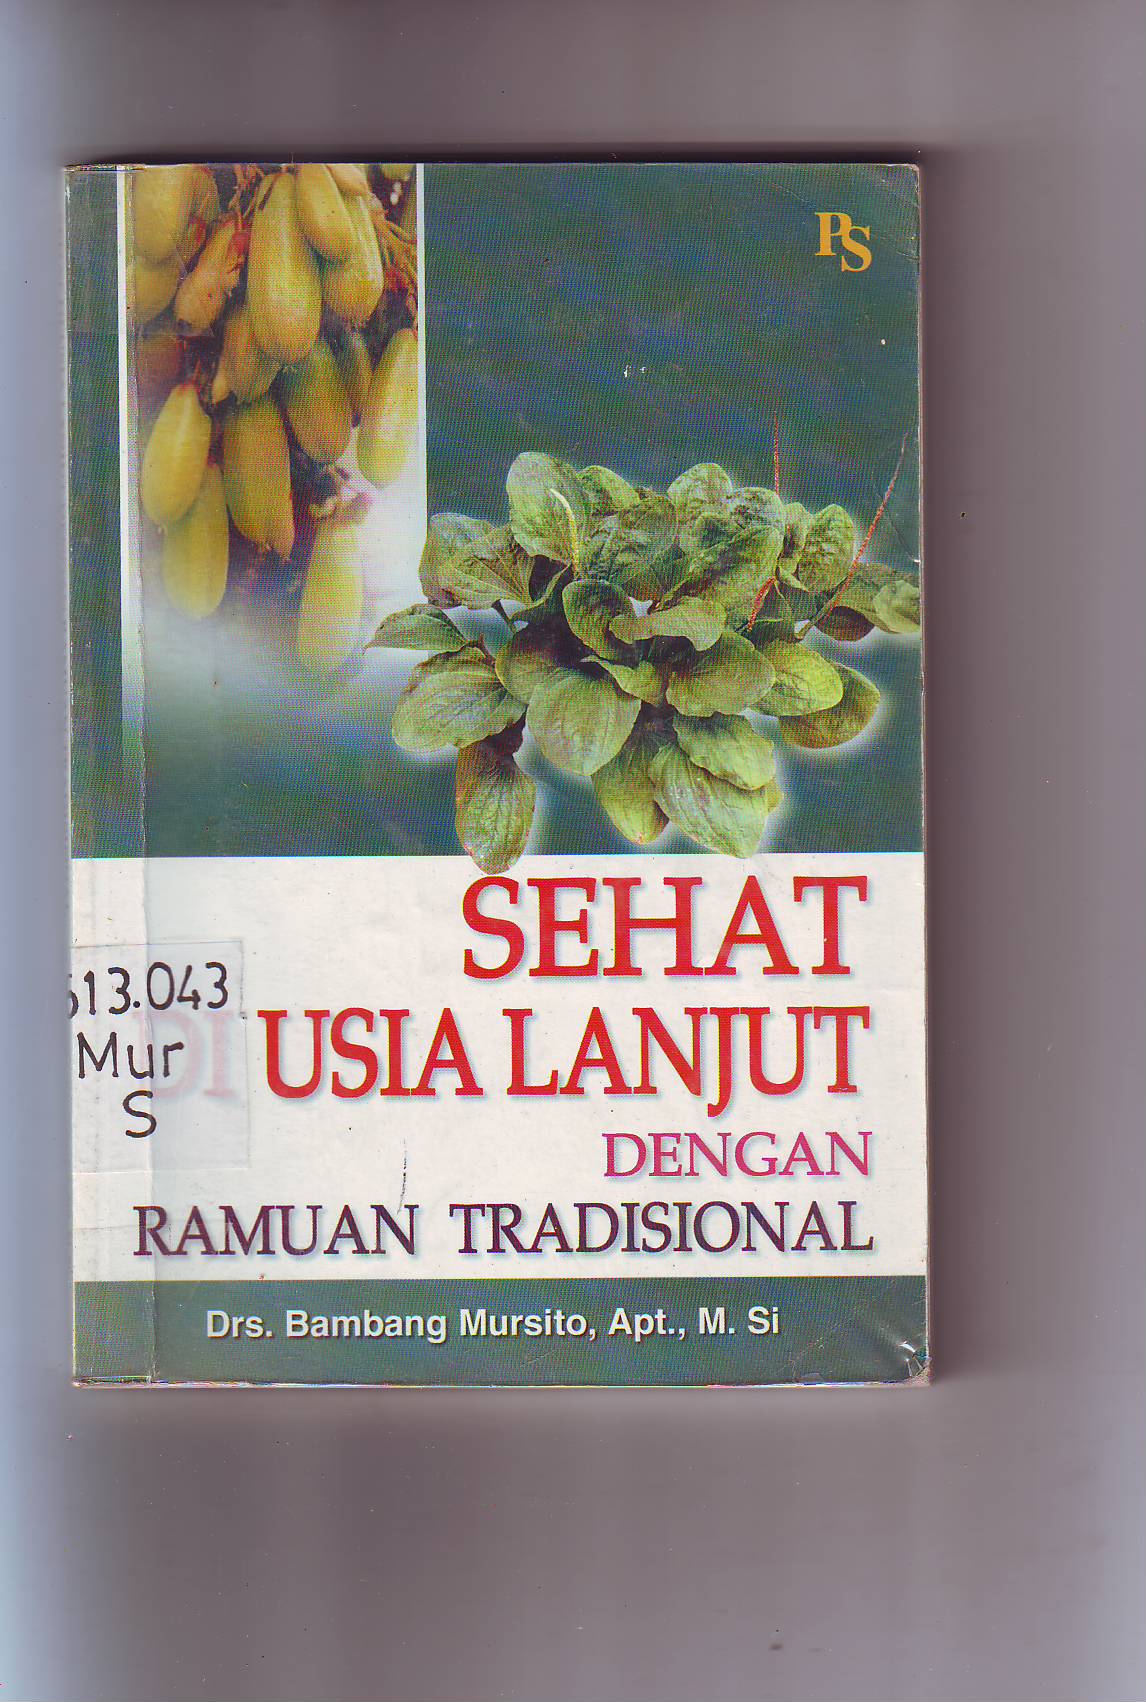 PS
SEHAT
DI USIA LANJUT
DENGAN
RAMUAN TRADISIONAL
613.043
Mur
S
Drs. Bambang Mursito, Apt., M. Si